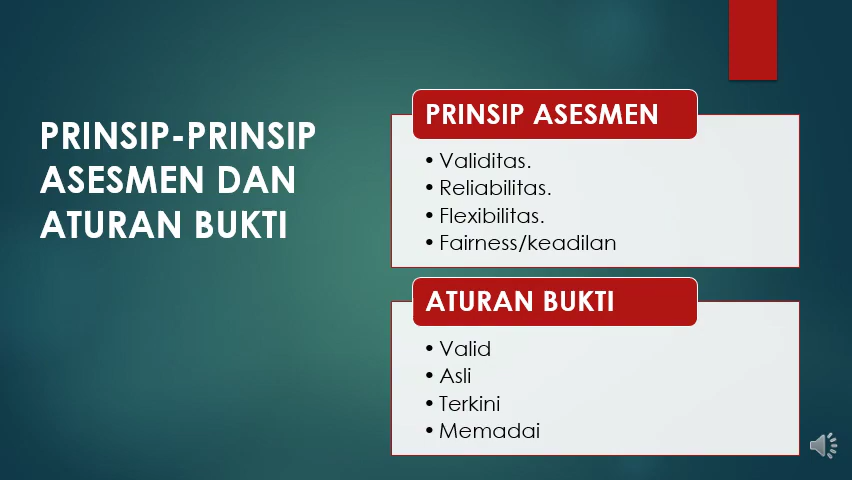 PRINSIP-PRINSIP
ASESMEN DAN
ATURAN BUKTI
PRINSIP ASESMEN
• Validitas.
• Reliabilitas.
• Flexibilitas.
• Fairness/keadilan
ATURAN BUKTI
• Valid
• Asli
• Terkini
• Memadai